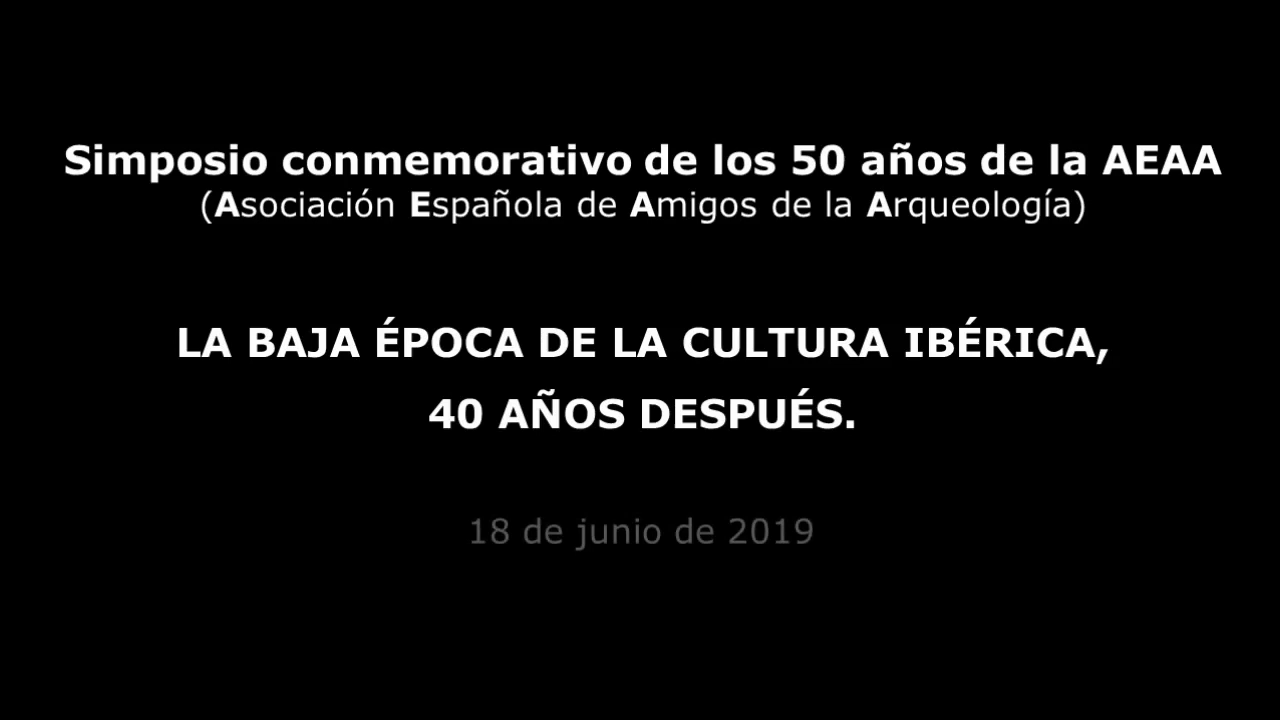 Simposio conmemorativo de los 50 años de la AEAA
(Asociación Española de Amigos de la Arqueología)
LA BAJA ÉPOCA DE LA CULTURA IBÉRICA,
40 AÑOS DESPUÉS.
18 de junio de 2019